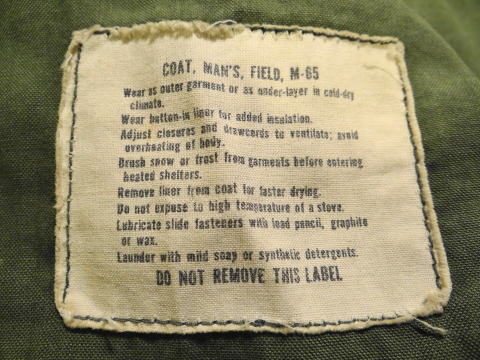 COAT, MAN'S, FIELD, M-65
Wear as outer garment or as under-layer in cold-dry
climate.
Wear button-in liner for added insulation.
Adjust closures and drawcords to ventilate; avoid
overheating of body.
Brush snow or frost from garments before entering
heated shelters.
Remove liner from coat for faster drying.
Do not expose to high temperature of a stove.
Lubricate slide fasteners with lead pencil, graphite
or wax.
Launder with mild soap or synthetic detergents.
DO NOT REMOVE THIS LABEL